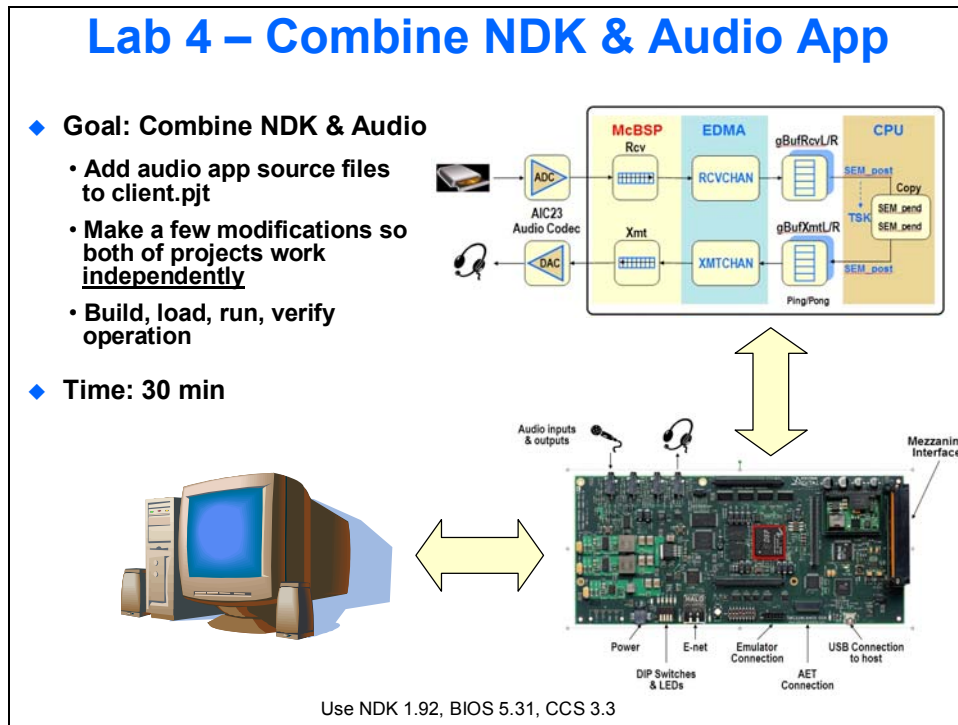 Lab 4 – Combine NDK & Audio App
Goal: Combine NDK & Audio
• Add audio app source files
to client.pjt
• Make a few modifications so
both of projects work
independently
• Build, load, run, verify
operation
Time: 30 min
McBSP
EDMA
CPU
Rcv
gBufRcvL/R
ADC
RCVCHAN
SEM_post
Copy
AIC23
Audio Codec
SEM_pend
TSK
SEM_pend
Xmt
gBufXmtL/R
DAC
XMTCHAN
SEM_post
Ping/Pong
Audio inputs
& outputs
Mezzanin
Interface
Power
DIP Switches
& LEDs
E-net
Emulator
Connection
AET
Connection
USB Connection
to host
Use NDK 1.92, BIOS 5.31, CCS 3.3